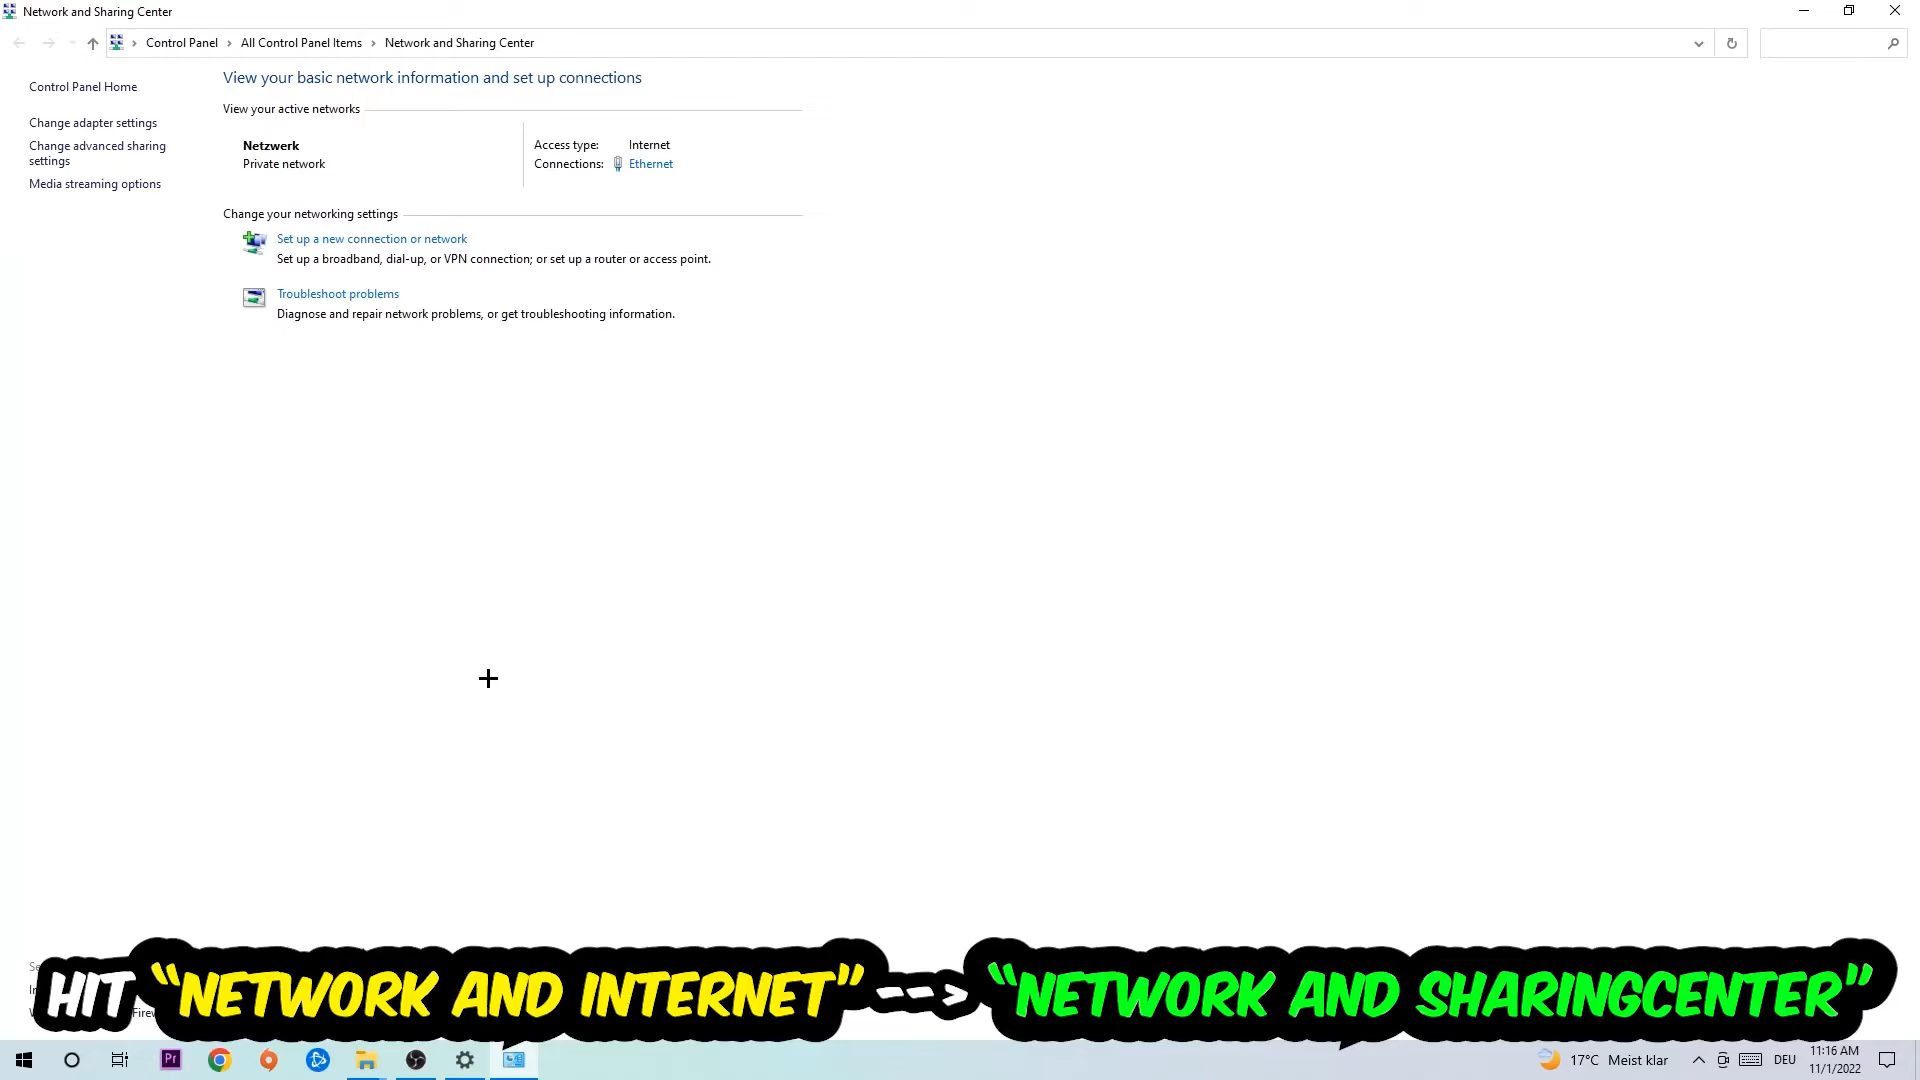 Network and Sharing Center
Control Panel › All Control Panel Items › Network and Sharing Center
Control Panel Home
Change adapter settings
Change advanced sharing
settings
Media streaming options
View your basic network information and set up connections
View your active networks
Netzwerk
Private network
Access type: Internet
Connections: Ethernet
Change your networking settings
Set up a new connection or network
Set up a broadband, dial-up, or VPN connection; or set up a router or access point.
Troubleshoot problems
Diagnose and repair network problems, or get troubleshooting information.
HIT “NETWORK AND INTERNET” ---> “NETWORK AND SHARINGCENTER”
Pr
17°C Meist klar
DEU
11:16 AM
11/1/2022